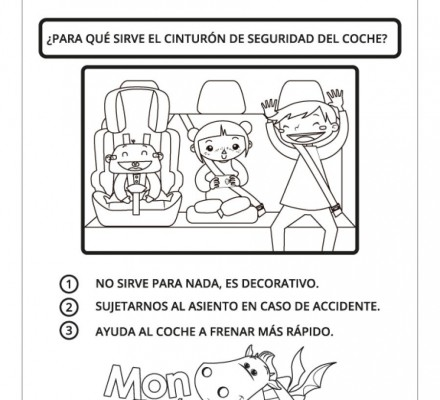 ¿PARA QUÉ SIRVE EL CINTURÓN DE SEGURIDAD DEL COCHE?
1 NO SIRVE PARA NADA, ES DECORATIVO.
2 SUJETARNOS AL ASIENTO EN CASO DE ACCIDENTE.
3 AYUDA AL COCHE A FRENAR MÁS RÁPIDO.
Mon